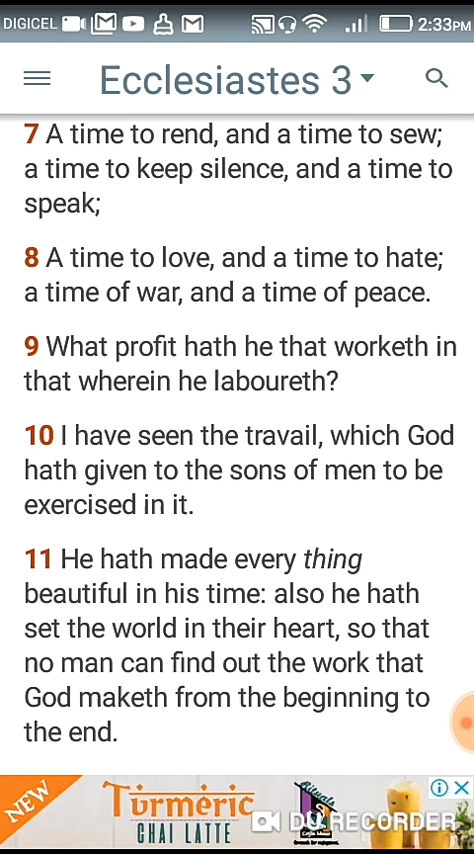 DIGICEL 2:33PM
Ecclesiastes 3
7 A time to rend, and a time to sew;
a time to keep silence, and a time to
speak;
8 A time to love, and a time to hate;
a time of war, and a time of peace.
9 What profit hath he that worketh in
that wherein he laboureth?
10 I have seen the travail, which God
hath given to the sons of men to be
exercised in it.
11 He hath made every thing
beautiful in his time: also he hath
set the world in their heart, so that
no man can find out the work that
God maketh from the beginning to
the end.
NEW
Turmeric
CHAI LATTE
Rituals
DU RECORDER